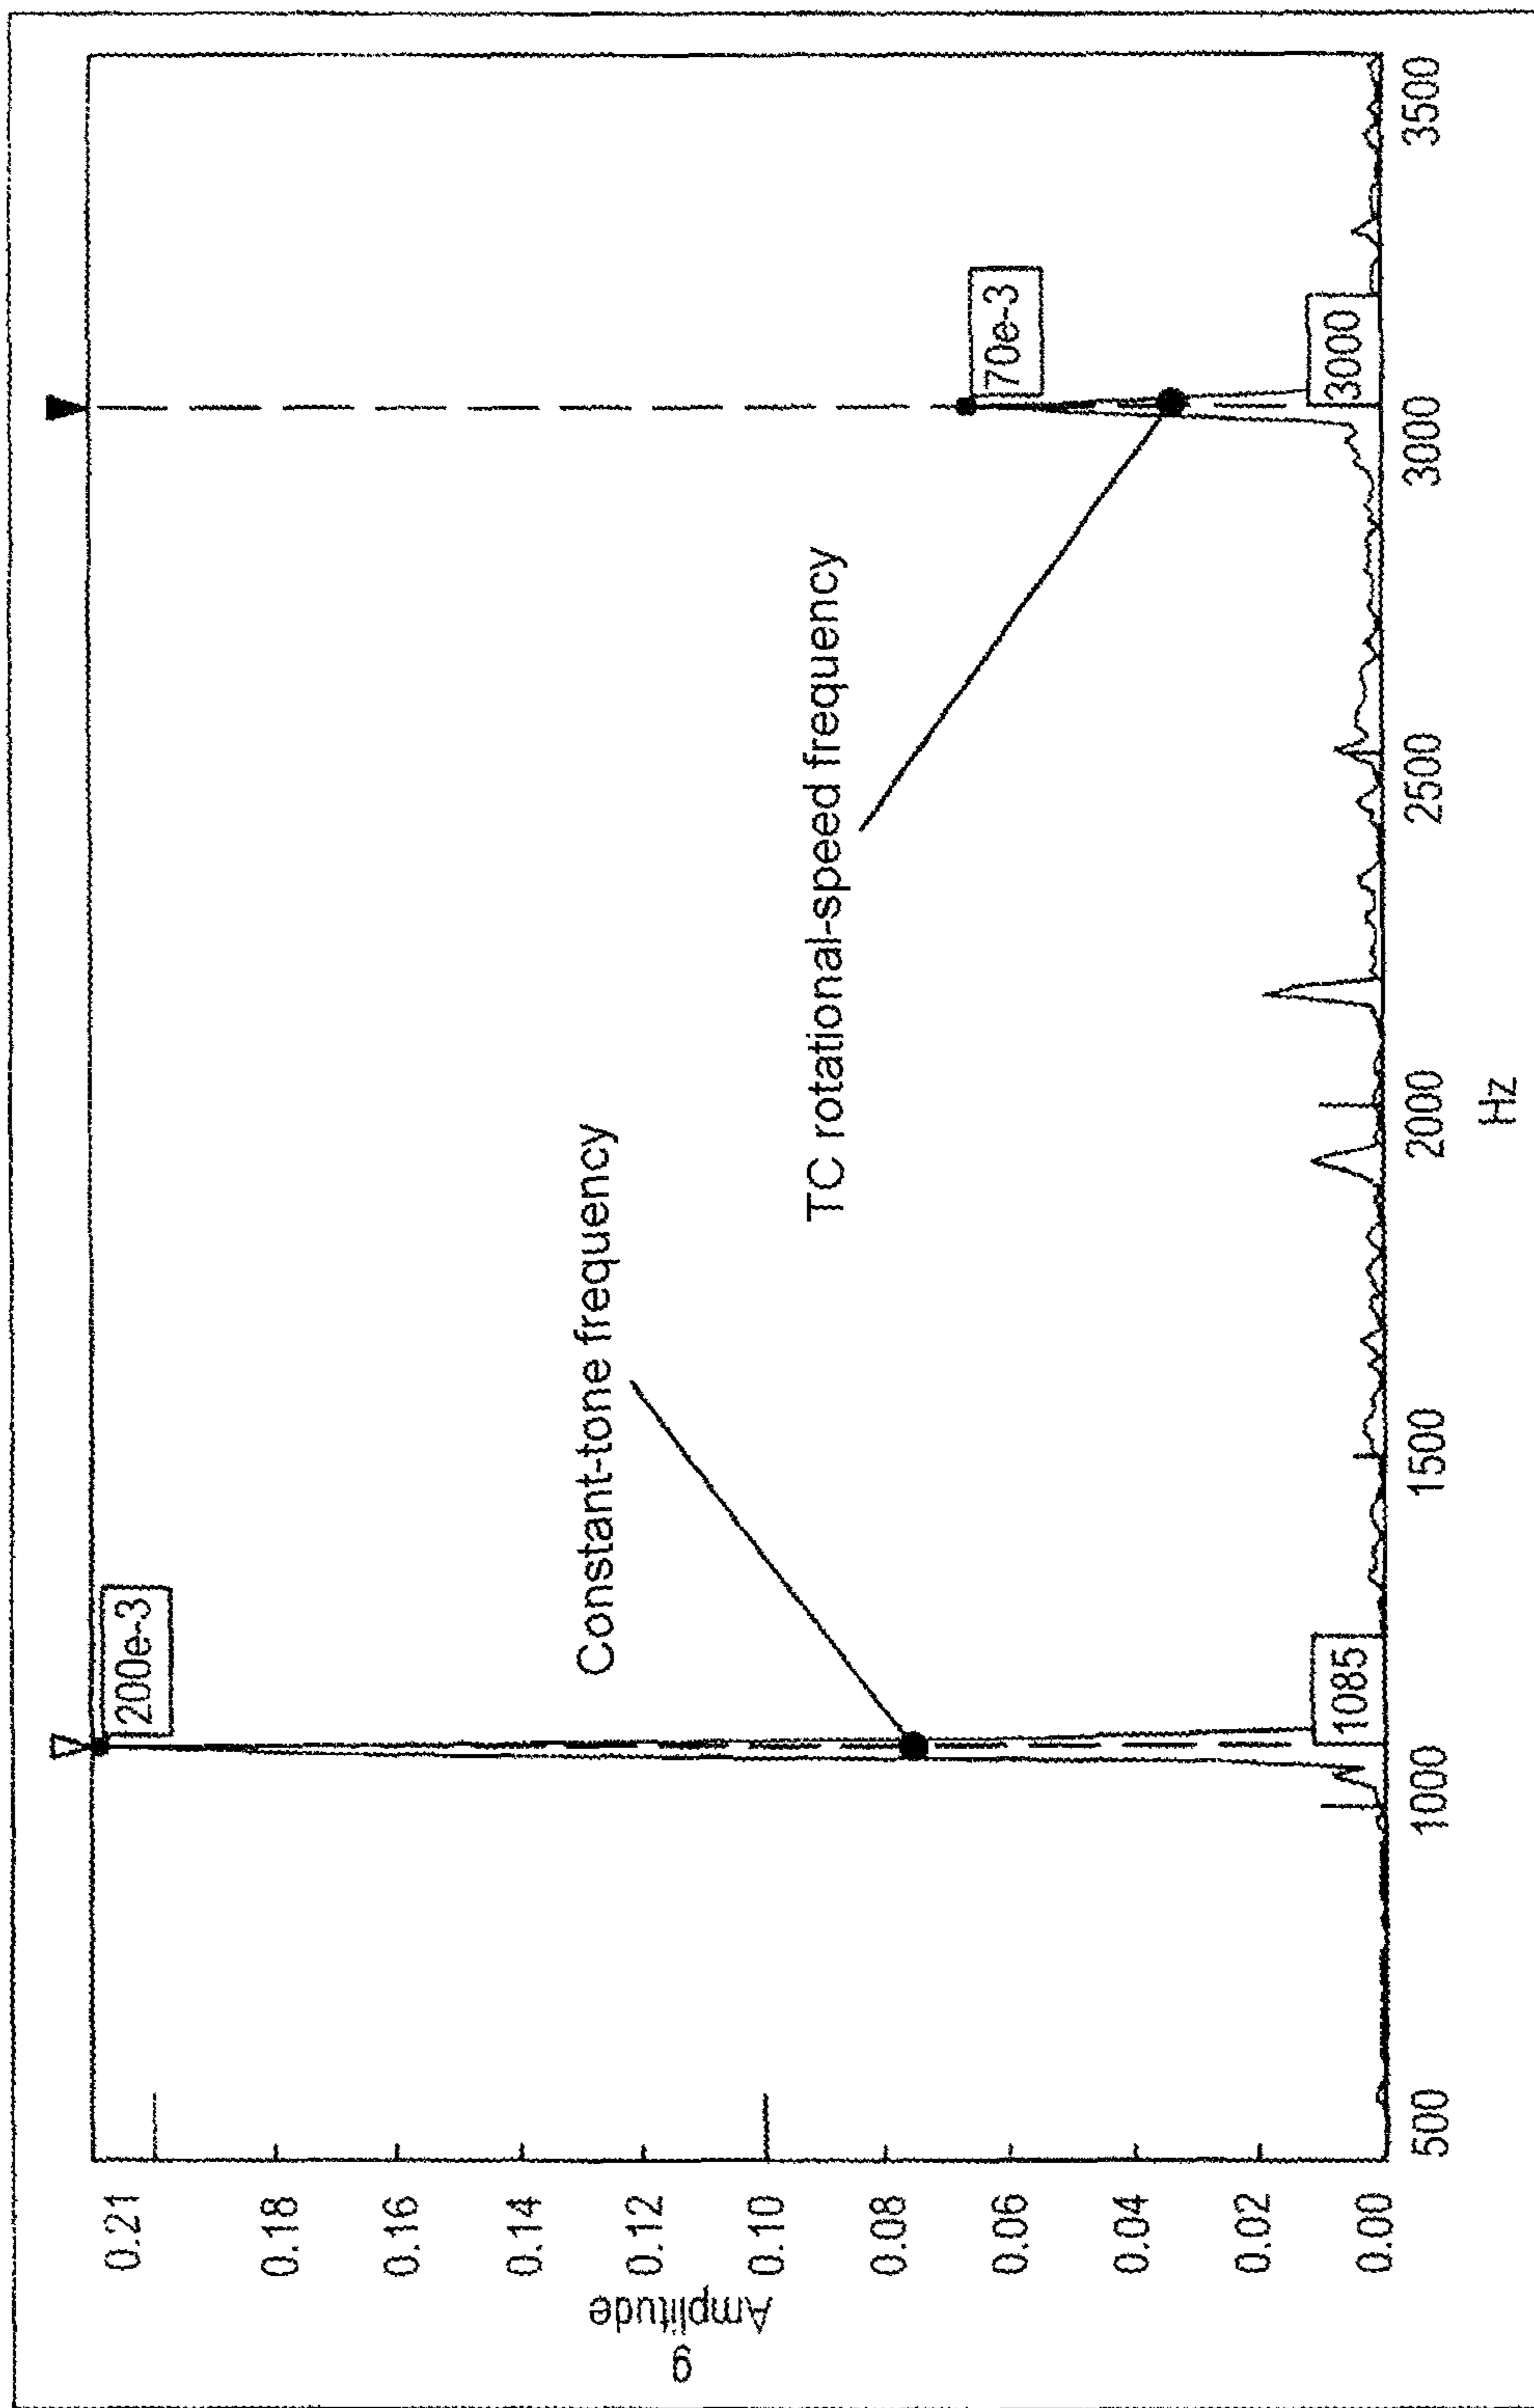 0.21
0.18
0.16
0.14
0.12
0.10
0.08
0.06
0.04
0.02
0.00
Amplitude
g
200e-3
Constant-tone frequency
1085
70e-3
TC rotational-speed frequency
3000
500
1000
1500
2000
2500
3000
3500
Hz